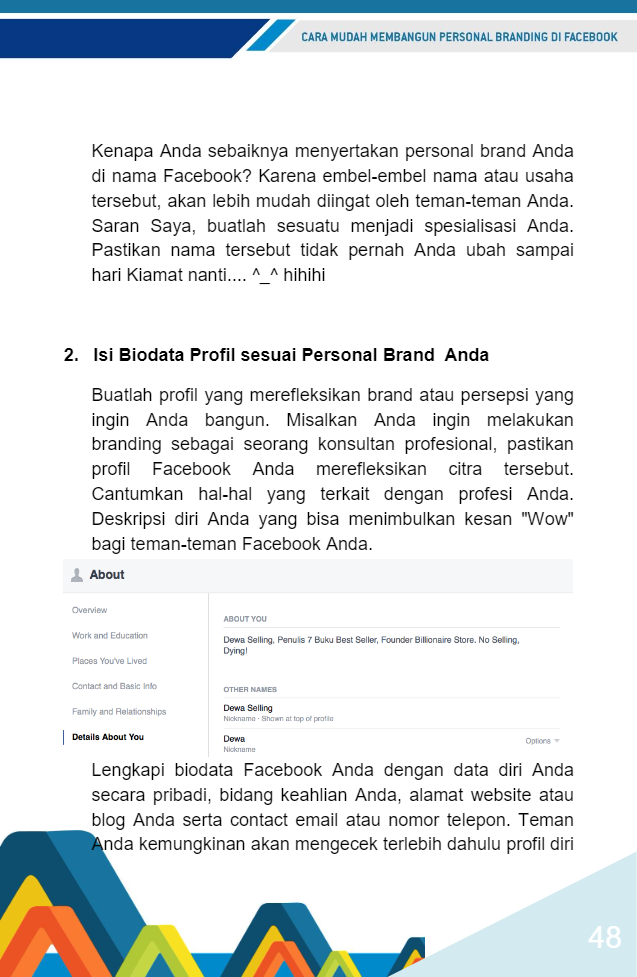 CARA MUDAH MEMBANGUN PERSONAL BRANDING DI FACEBOOK
Kenapa Anda sebaiknya menyertakan personal brand Anda
di nama Facebook? Karena embel-embel nama atau usaha
tersebut, akan lebih mudah diingat oleh teman-teman Anda.
Saran Saya, buatlah sesuatu menjadi spesialisasi Anda.
Pastikan nama tersebut tidak pernah Anda ubah sampai
hari Kiamat nanti.... ^_^ hihihi
2. Isi Biodata Profil sesuai Personal Brand Anda
Buatlah profil yang merefleksikan brand atau persepsi yang
ingin Anda bangun. Misalkan Anda ingin melakukan
branding sebagai seorang konsultan profesional, pastikan
profil Facebook Anda merefleksikan citra tersebut.
Cantumkan hal-hal yang terkait dengan profesi Anda.
Deskripsi diri Anda yang bisa menimbulkan kesan "Wow"
bagi teman-teman Facebook Anda.
About
Overview
Work and Education
Places You've Lived
Contact and Basic Info
Family and Relationships
Details About You
ABOUT YOU
Dewa Selling, Penulis 7 Buku Best Seller, Founder Billionaire Store. No Selling,
Dying!
OTHER NAMES
Dewa Selling
Nickname · Shown at top of profile
Dewa
Nickname
Options
Lengkapi biodata Facebook Anda dengan data diri Anda
secara pribadi, bidang keahlian Anda, alamat website atau
blog Anda serta contact email atau nomor telepon. Teman
Anda kemungkinan akan mengecek terlebih dahulu profil diri
48